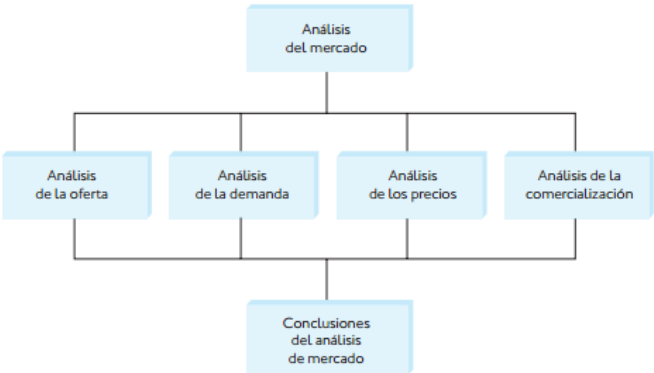 Análisis
del mercado
Análisis
de la oferta
Análisis
de la demanda
Análisis
de los precios
Análisis de la
comercialización
Conclusiones
del análisis
de mercado